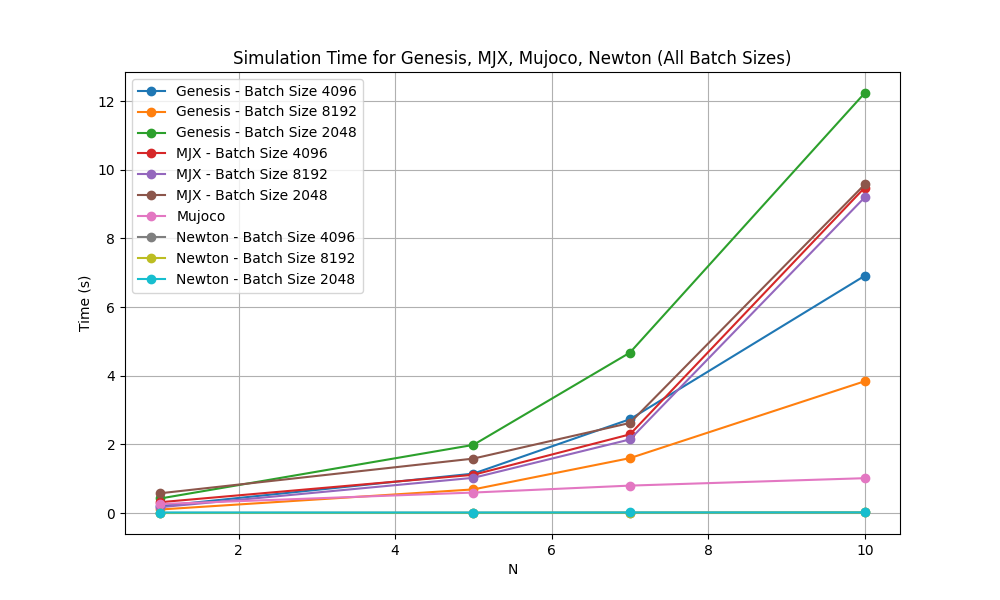 Simulation Time for Genesis, MJX, Mujoco, Newton (All Batch Sizes)
Genesis - Batch Size 4096
Genesis - Batch Size 8192
Genesis - Batch Size 2048
MJX - Batch Size 4096
MJX - Batch Size 8192
MJX - Batch Size 2048
Mujoco
Newton - Batch Size 4096
Newton - Batch Size 8192
Newton - Batch Size 2048
Time (s)
12
10
8
6
4
2
0
2 4 6 8 10
N